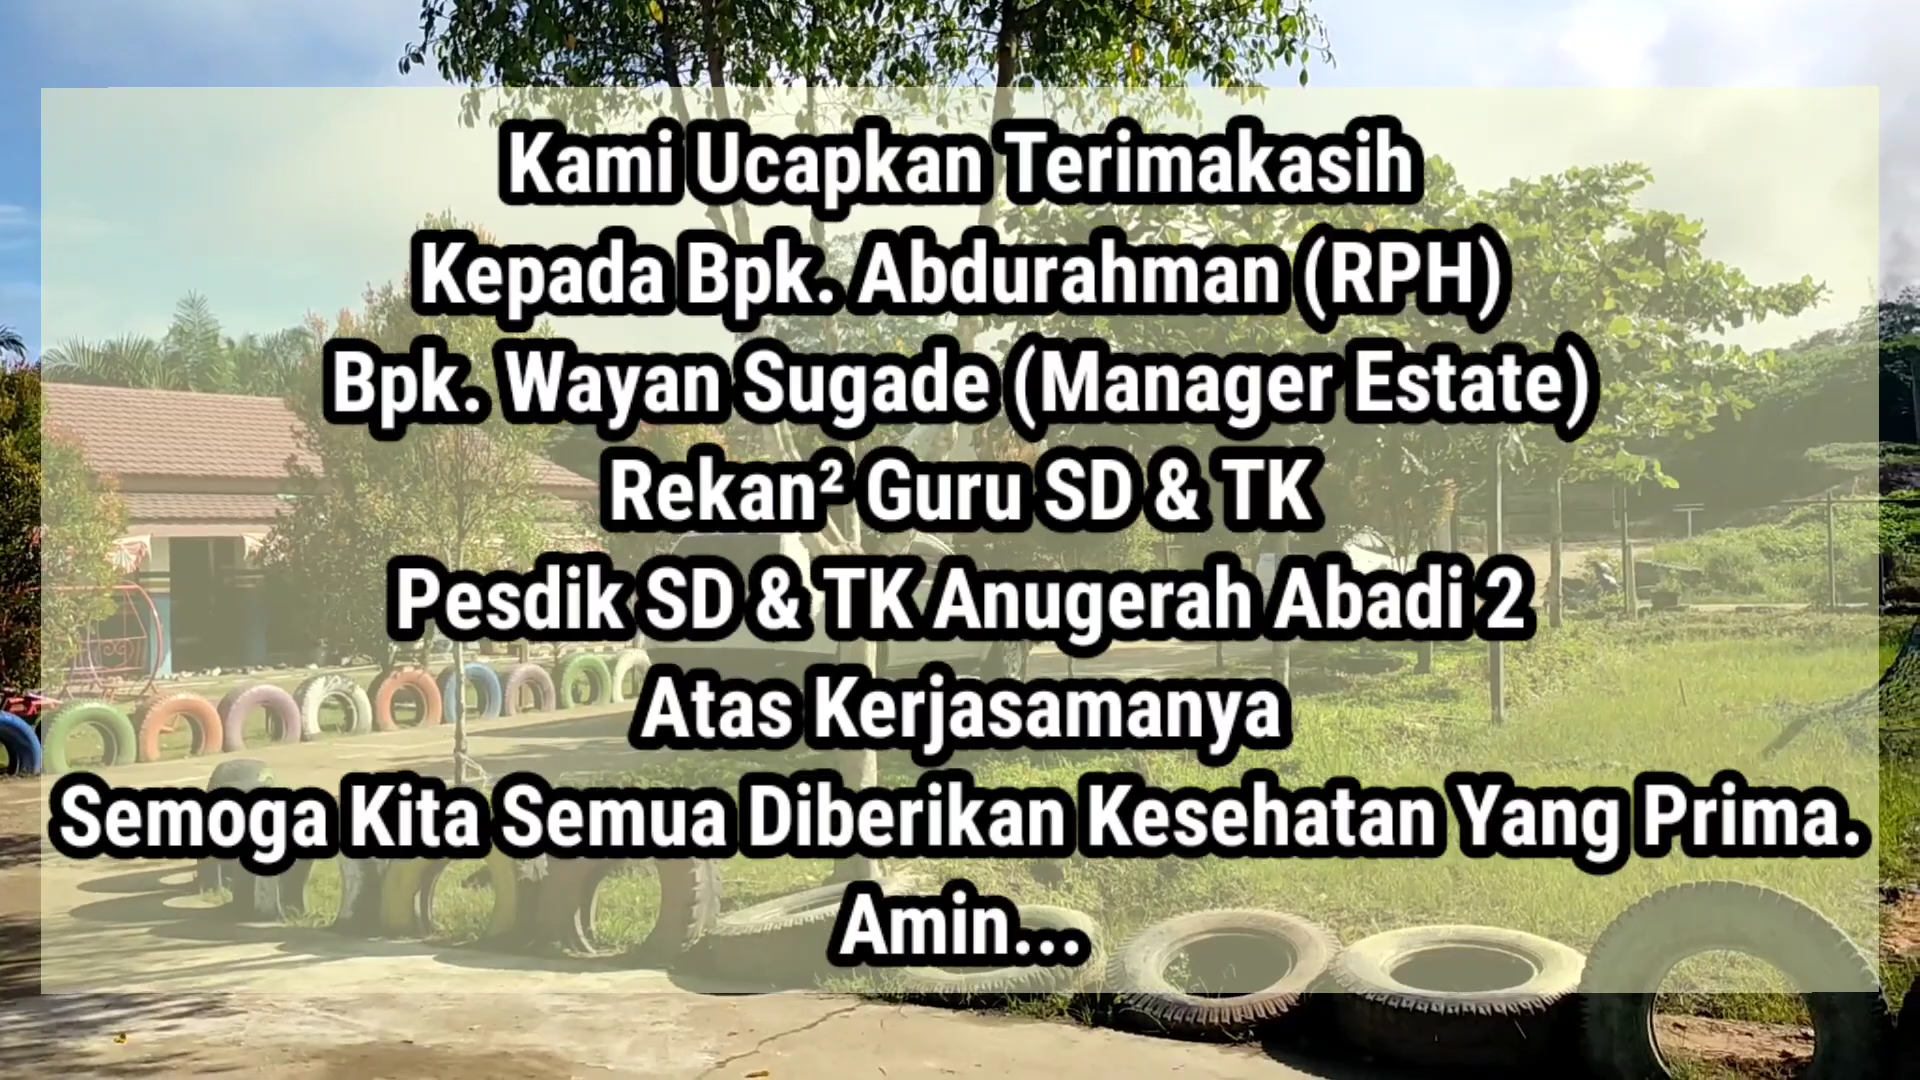 Kami Ucapkan Terimakasih
Kepada Bpk. Abdurahman (RPH)
Bpk. Wayan Sugade (Manager Estate)
Rekan² Guru SD & TK
Pesdik SD & TK Anugerah Abadi 2
Atas Kerjasamanya
Semoga Kita Semua Diberikan Kesehatan Yang Prima.
Amin...